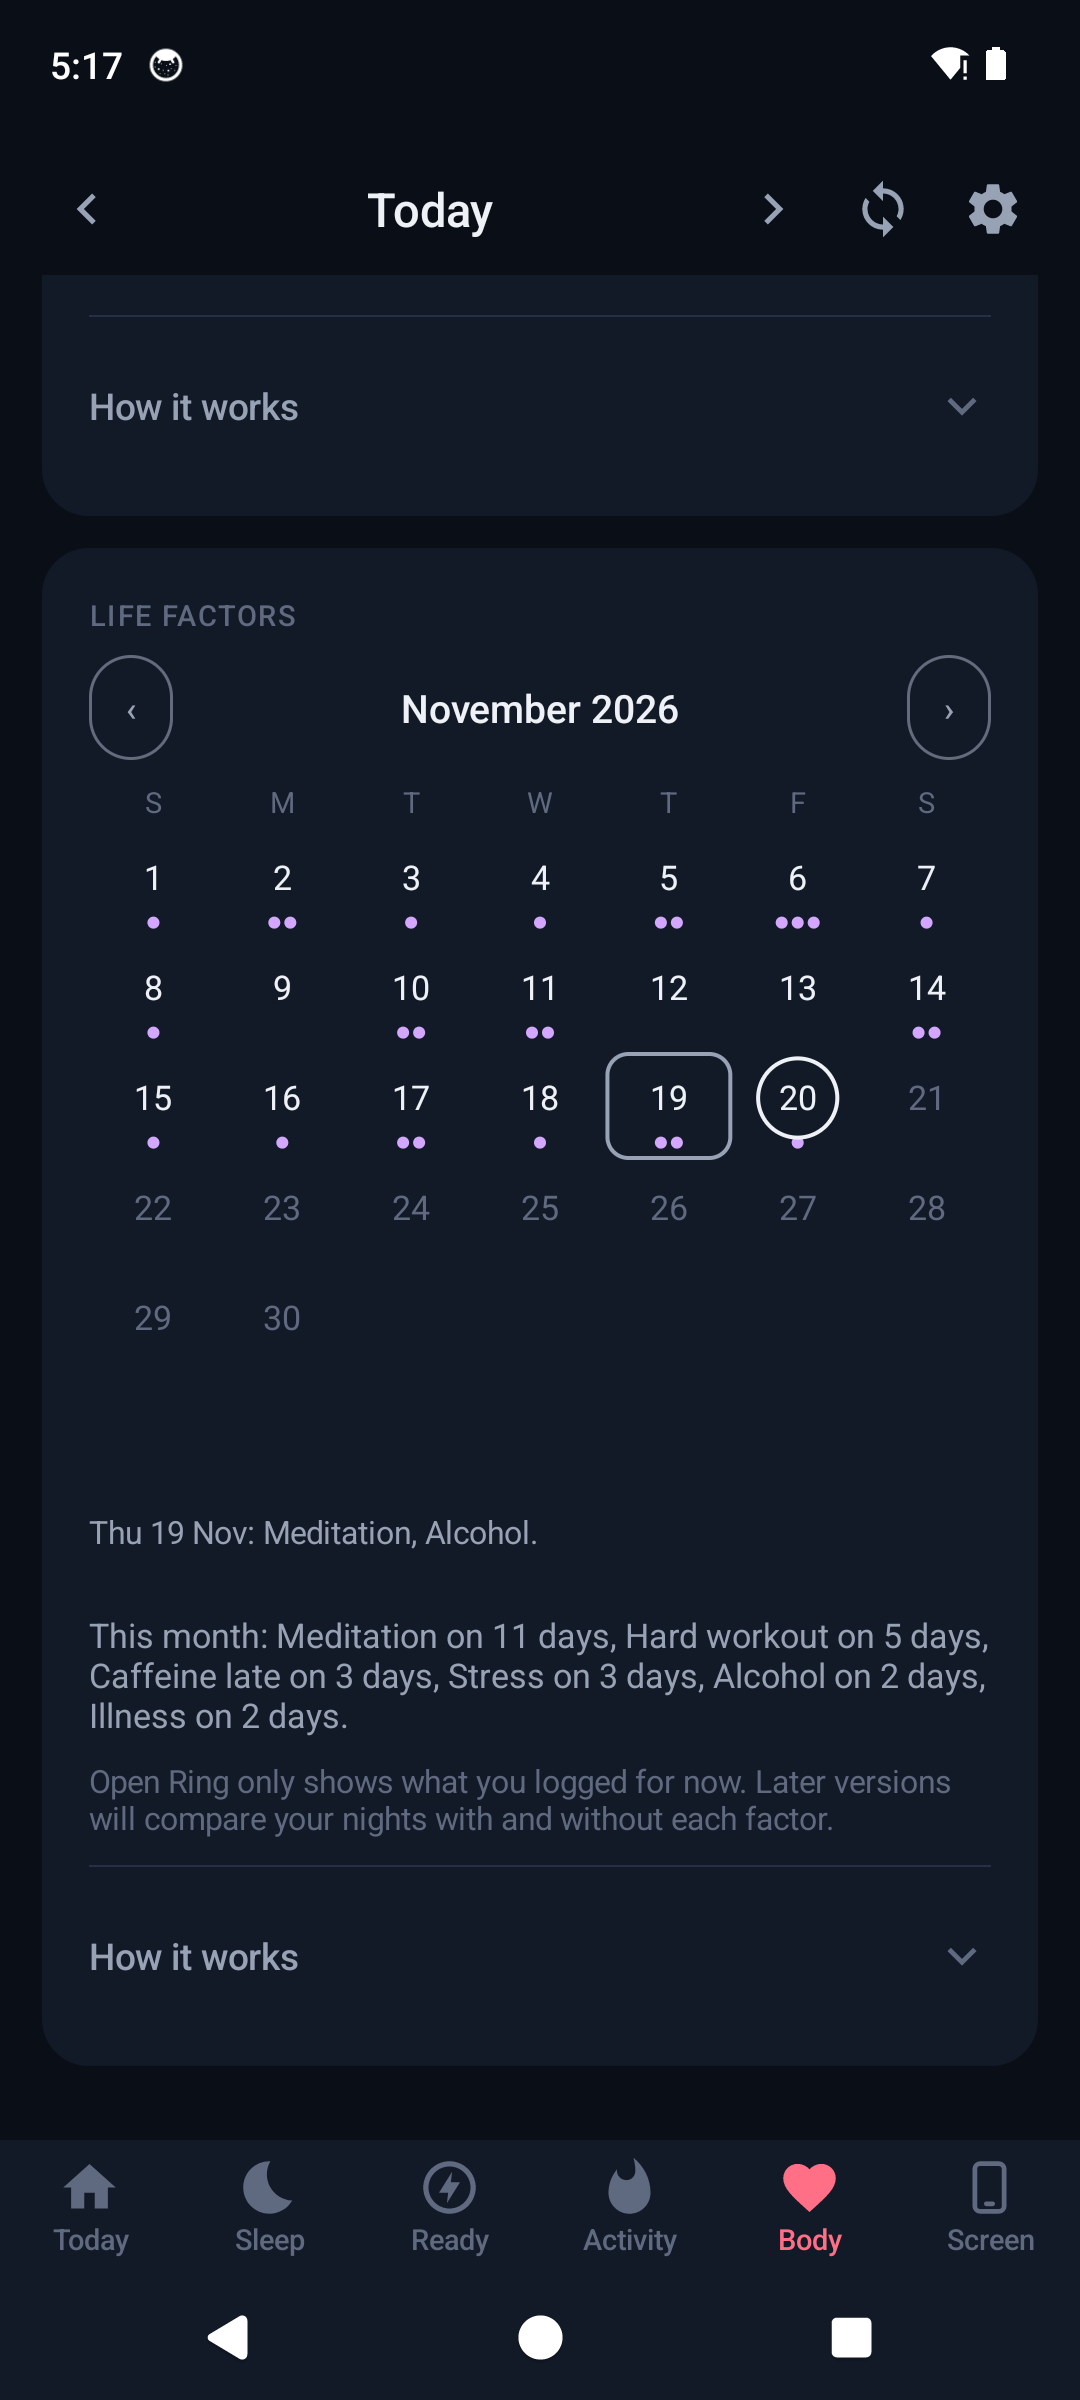 5:17
Today
How it works
LIFE FACTORS
‹ November 2026 ›
S M T W T F S
1 2 3 4 5 6 7
8 9 10 11 12 13 14
15 16 17 18 19 20 21
22 23 24 25 26 27 28
29 30
Thu 19 Nov: Meditation, Alcohol.
This month: Meditation on 11 days, Hard workout on 5 days,
Caffeine late on 3 days, Stress on 3 days, Alcohol on 2 days,
Illness on 2 days.
Open Ring only shows what you logged for now. Later versions
will compare your nights with and without each factor.
How it works
Today Sleep Ready Activity Body Screen